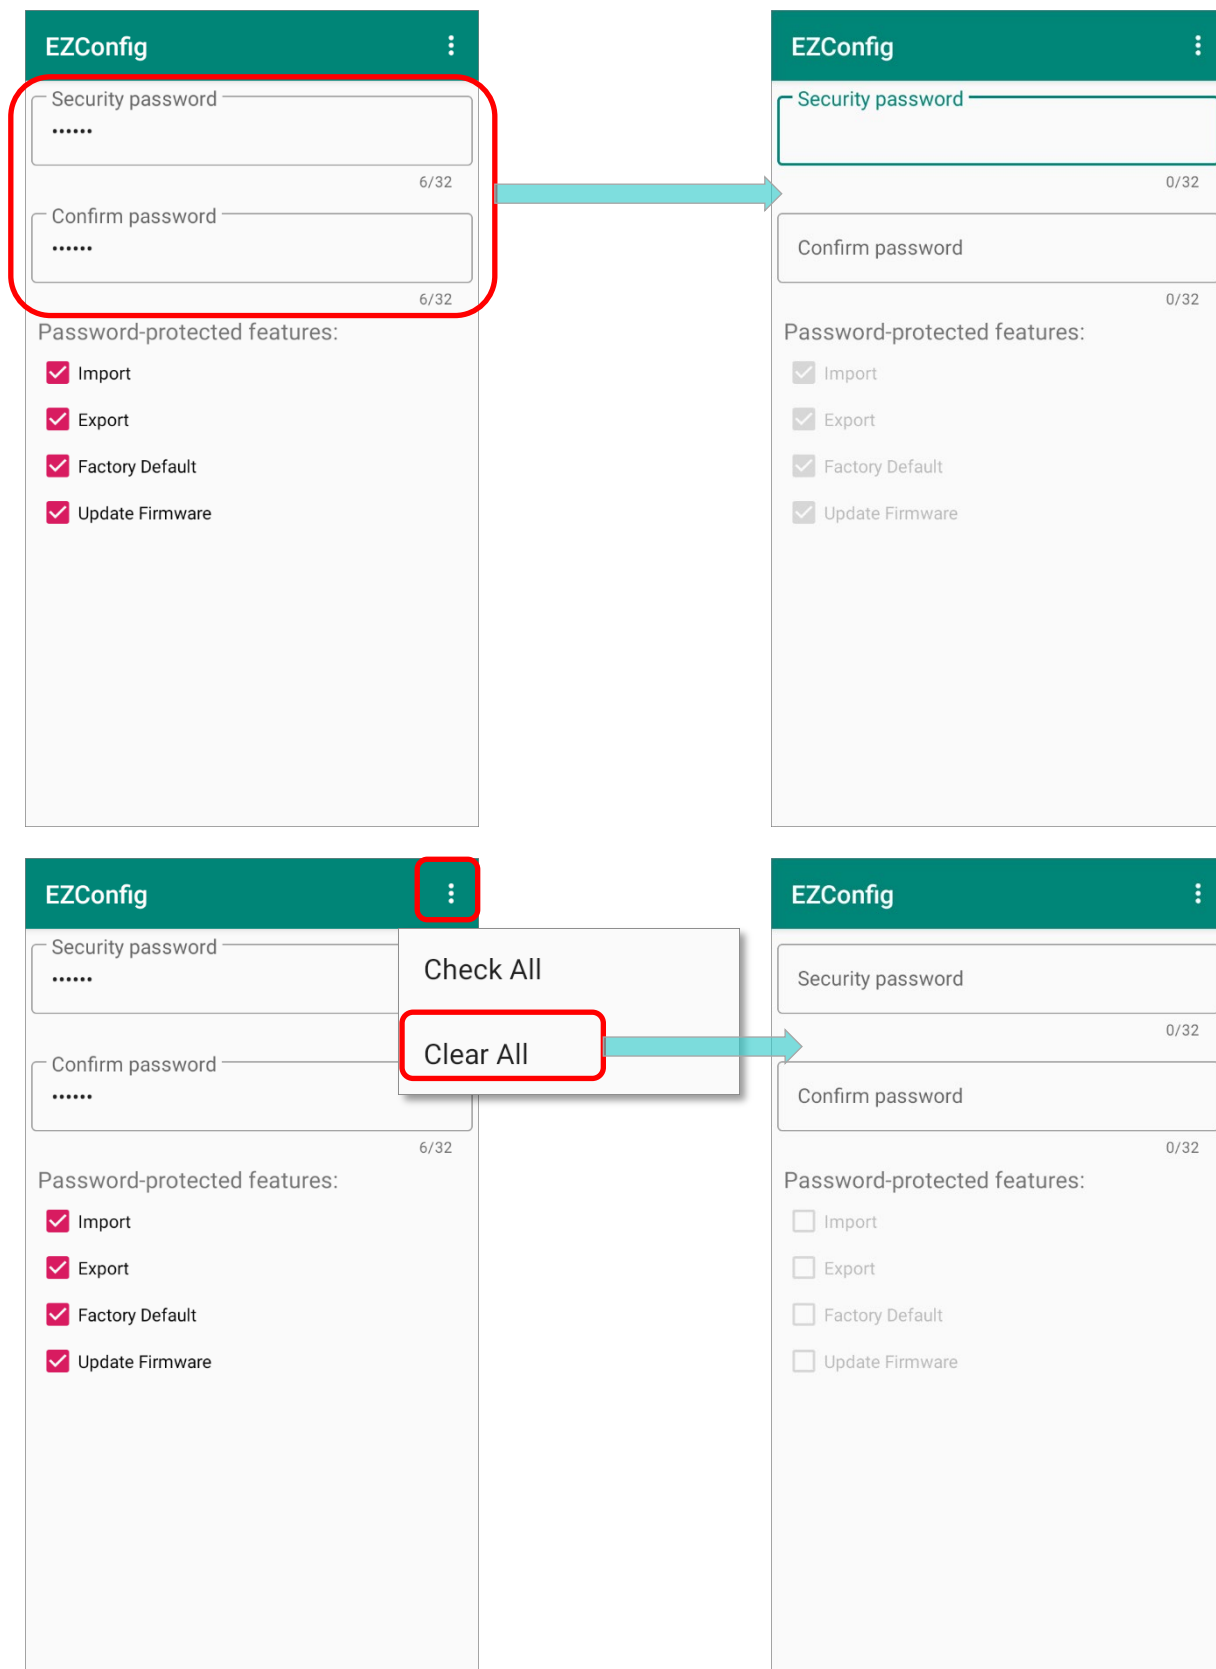 EZConfig
Security password
••••••
6/32
Confirm password
••••••
6/32
Password-protected features:
Import
Export
Factory Default
Update Firmware
EZConfig
Security password
0/32
Confirm password
0/32
Password-protected features:
Import
Export
Factory Default
Update Firmware
EZConfig
Security password
••••••
Confirm password
••••••
6/32
Password-protected features:
Import
Export
Factory Default
Update Firmware
Check All
Clear All
EZConfig
Security password
0/32
Confirm password
0/32
Password-protected features:
Import
Export
Factory Default
Update Firmware